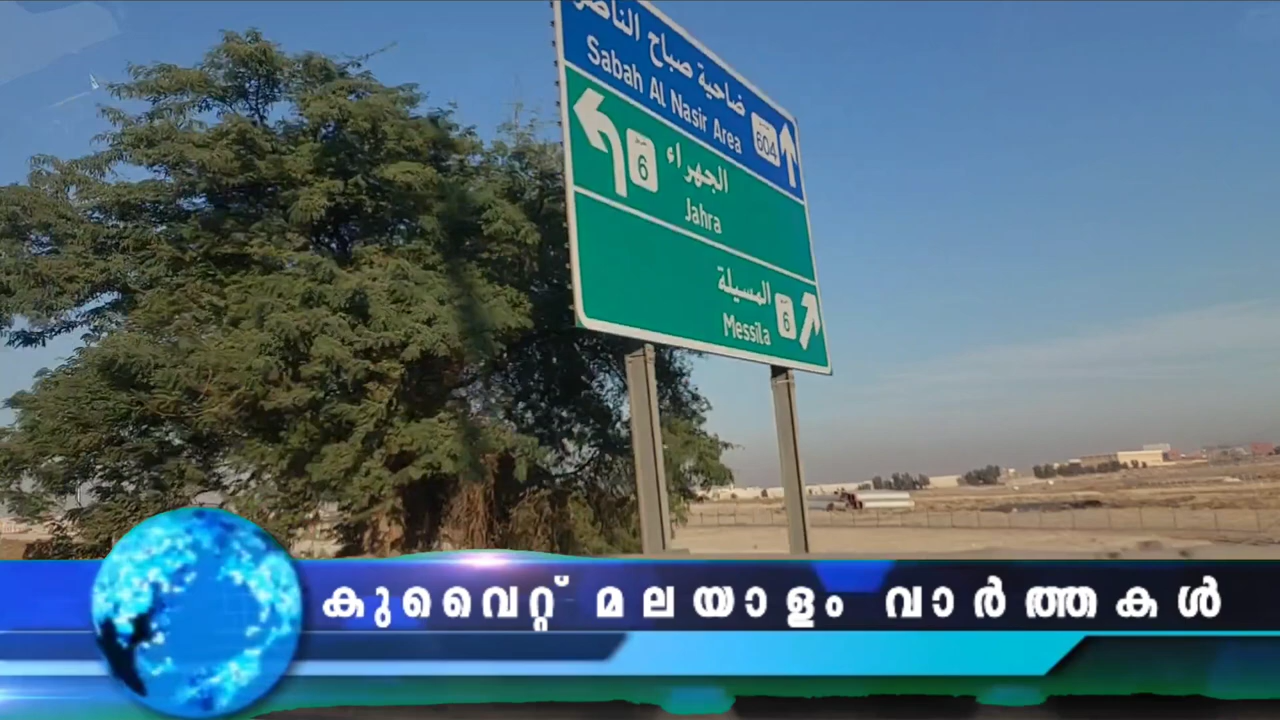 ضاحية صباح الناصر
Sabah Al Nasir Area
604
6
الجهراء
Jahra
المسيلة
Messila
6
കുവൈറ്റ് മലയാളം വാർത്തകൾ